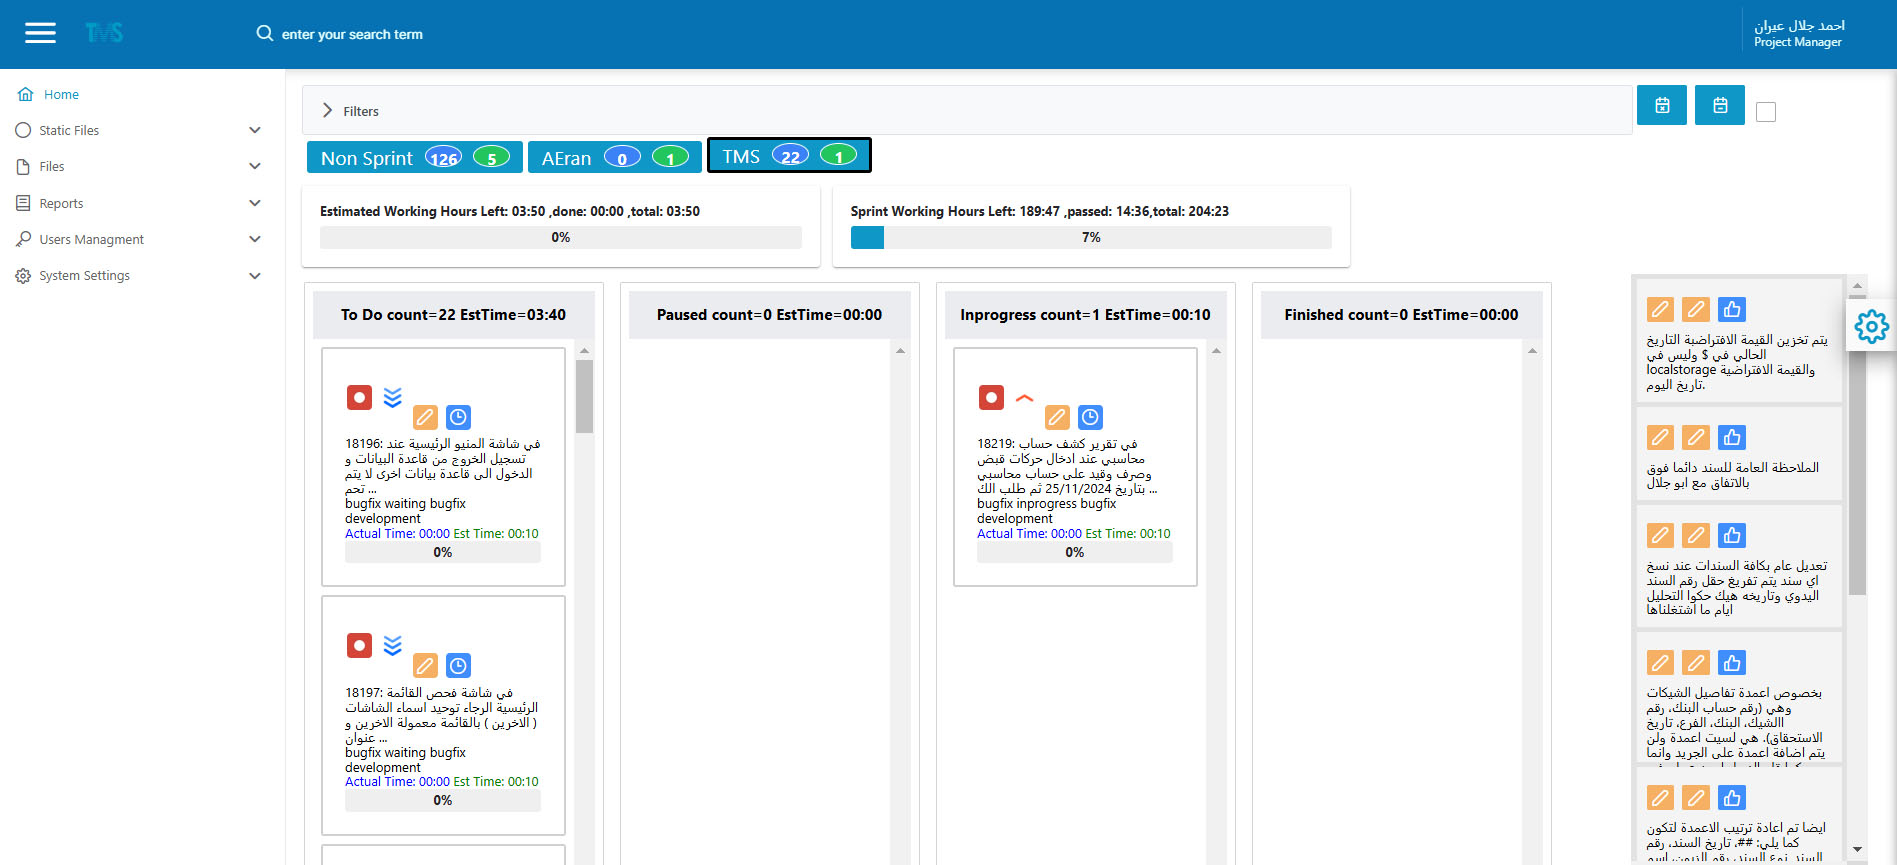 TMS
enter your search term
احمد جلال عيران
Project Manager
Home
Static Files
Files
Reports
Users Managment
System Settings
Filters
Non Sprint 126 5
AEran 0 1
TMS 22 1
Estimated Working Hours Left: 03:50 ,done: 00:00 ,total: 03:50
0%
Sprint Working Hours Left: 189:47 ,passed: 14:36,total: 204:23
7%
To Do count=22 EstTime=03:40
18196: في شاشة المنيو الرئيسية عند
تسجيل الخروج من قاعدة البيانات و
الدخول الى قاعدة بيانات اخرى لا يتم
تحم ...
bugfix waiting bugfix
development
Actual Time: 00:00 Est Time: 00:10
0%
18197: في شاشة فحص القائمة
الرئيسية الرجاء توحيد اسماء الشاشات
( الاخرين ) بالقائمة معمولة الاخرين و
عنوان ...
bugfix waiting bugfix
development
Actual Time: 00:00 Est Time: 00:10
0%
Paused count=0 EstTime=00:00
Inprogress count=1 EstTime=00:10
18219: في تقرير كشف حساب
محاسبي عند ادخال حركات قبض
وصرف وقيد على حساب محاسبي
بتاريخ 25/11/2024 ثم طلب الك ...
bugfix inprogress bugfix
development
Actual Time: 00:00 Est Time: 00:10
0%
Finished count=0 EstTime=00:00
يتم تخزين القيمة الافتراضية التاريخ
الحالي في $ وليس في
localstorage والقيمة الافتراضية
تاريخ اليوم.
الملاحظة العامة للسند دائما فوق
بالاتفاق مع ابو جلال
تعديل عام بكافة السندات عند نسخ
اي سند يتم تفريغ حقل رقم السند
اليدوي وتاريخه هيك حكوا التحليل
ايام ما اشتغلناها
بخصوص اعمدة تفاصيل الشيكات
وهي (رقم حساب البنك، رقم
االشيك، البنك، الفرع، تاريخ
الاستحقاق). هي لسيت اعمدة ولن
يتم اضافة اعمدة على الجريد وانما
ايضا تم اعادة ترتيب الاعمدة لتكون
كما يلي: ##، تاريخ السند، رقم
السند، نوع السند، رقم الزبون، اسم